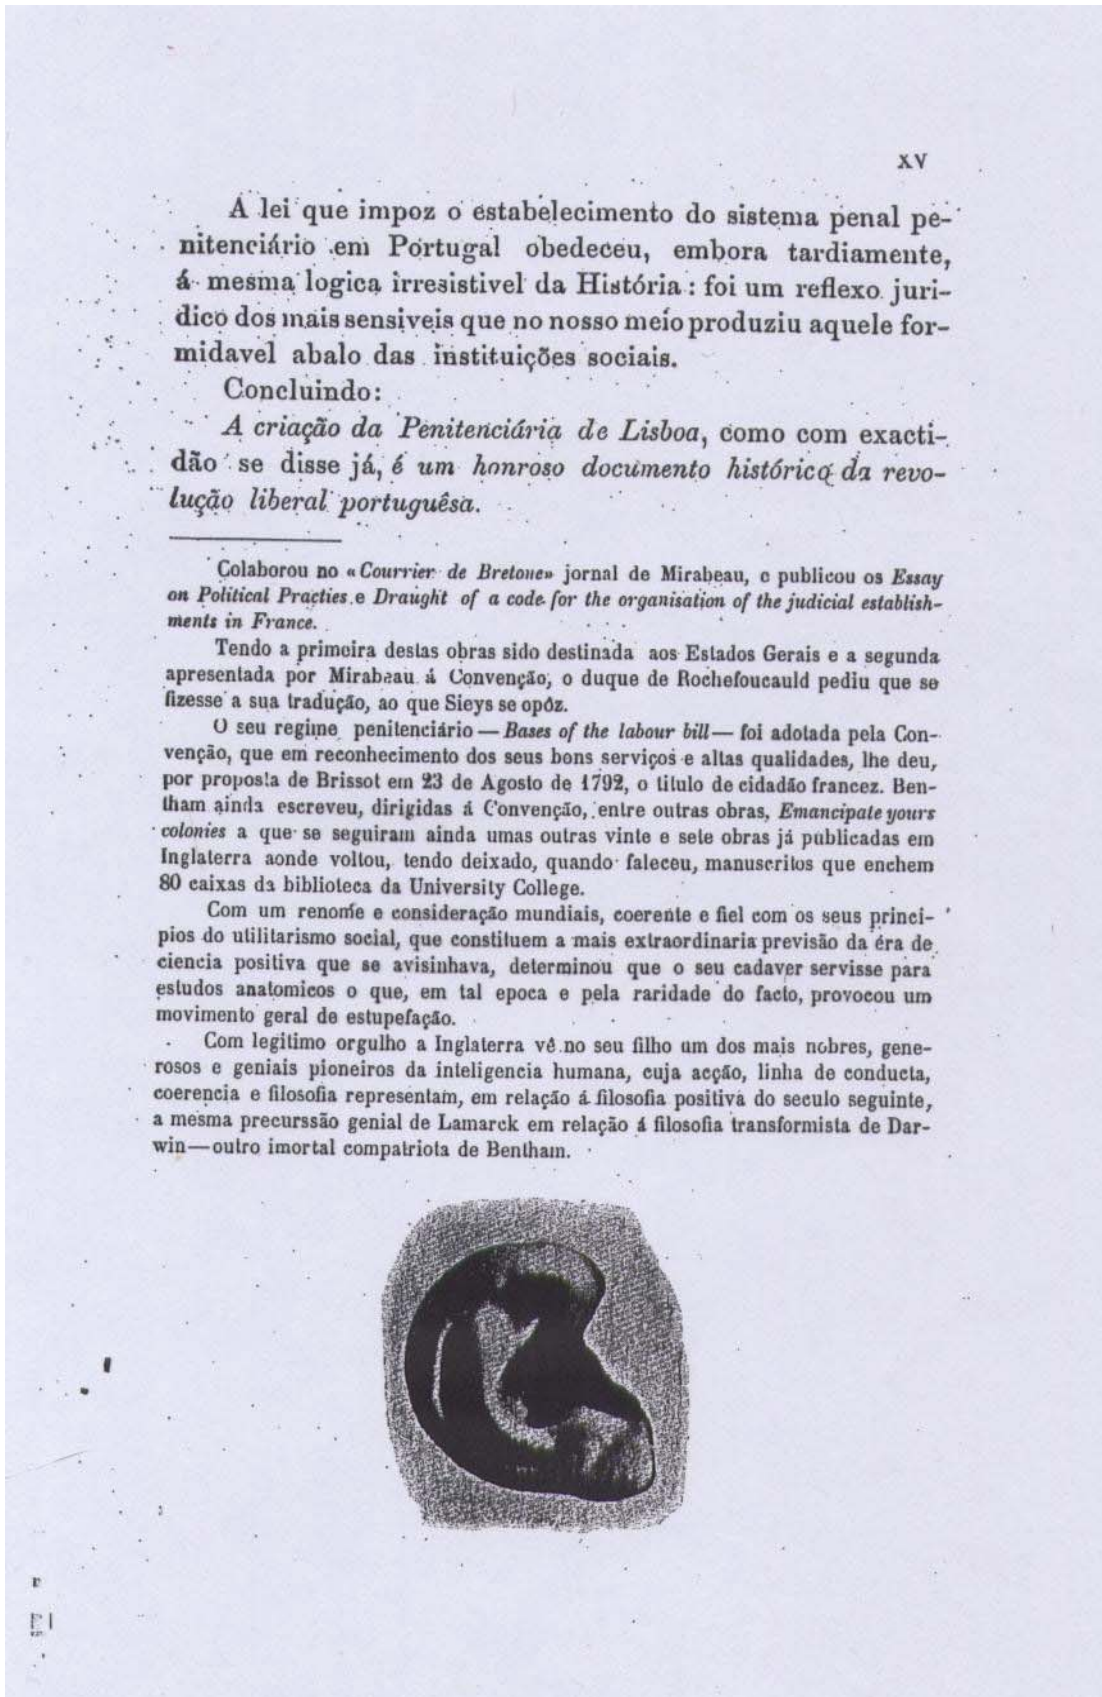 XV
A lei que impoz o estabelecimento do sistema penal pe-
nitenciário em Portugal obedeceu, embora tardiamente,
á mesma logica irresistivel da História: foi um reflexo juri-
dico dos mais sensiveis que no nosso meio produziu aquele for-
midavel abalo das instituições sociais.
Concluindo:
A criação da Penitenciária de Lisboa, como com exacti-
dão se disse já, é um honroso documento histórico da revo-
lução liberal portuguêsa.
Colaborou no «Courrier de Bretone» jornal de Mirabeau, e publicou os Essay
on Political Practies e Draught of a code for the organisation of the judicial establish-
ments in France.
Tendo a primeira destas obras sido destinada aos Estados Gerais e a segunda
apresentada por Mirabeau á Convenção, o duque de Rochefoucauld pediu que se
fizesse a sua tradução, ao que Sieys se opôz.
O seu regime penitenciário — Bases of the labour bill — foi adotada pela Con-
venção, que em reconhecimento dos seus bons serviços e altas qualidades, lhe deu,
por proposta de Brissot em 23 de Agosto de 1792, o titulo de cidadão francez. Ben-
tham ainda escreveu, dirigidas á Convenção, entre outras obras, Emancipate yours
colonies a que se seguiram ainda umas outras vinte e sete obras já publicadas em
Inglaterra aonde voltou, tendo deixado, quando faleceu, manuscritos que enchem
80 caixas da biblioteca da University College.
Com um renome e consideração mundiais, coerente e fiel com os seus princi-
pios do utilitarismo social, que constituem a mais extraordinaria previsão da éra de
ciencia positiva que se avisinhava, determinou que o seu cadaver servisse para
estudos anatomicos o que, em tal epoca e pela raridade do facto, provocou um
movimento geral de estupefação.
Com legitimo orgulho a Inglaterra vê no seu filho um dos mais nobres, gene-
rosos e geniais pioneiros da inteligencia humana, cuja acção, linha de conducta,
coerencia e filosofia representam, em relação á filosofia positiva do seculo seguinte,
a mesma precurssão genial de Lamarck em relação á filosofia transformista de Dar-
win — outro imortal compatriota de Bentham.